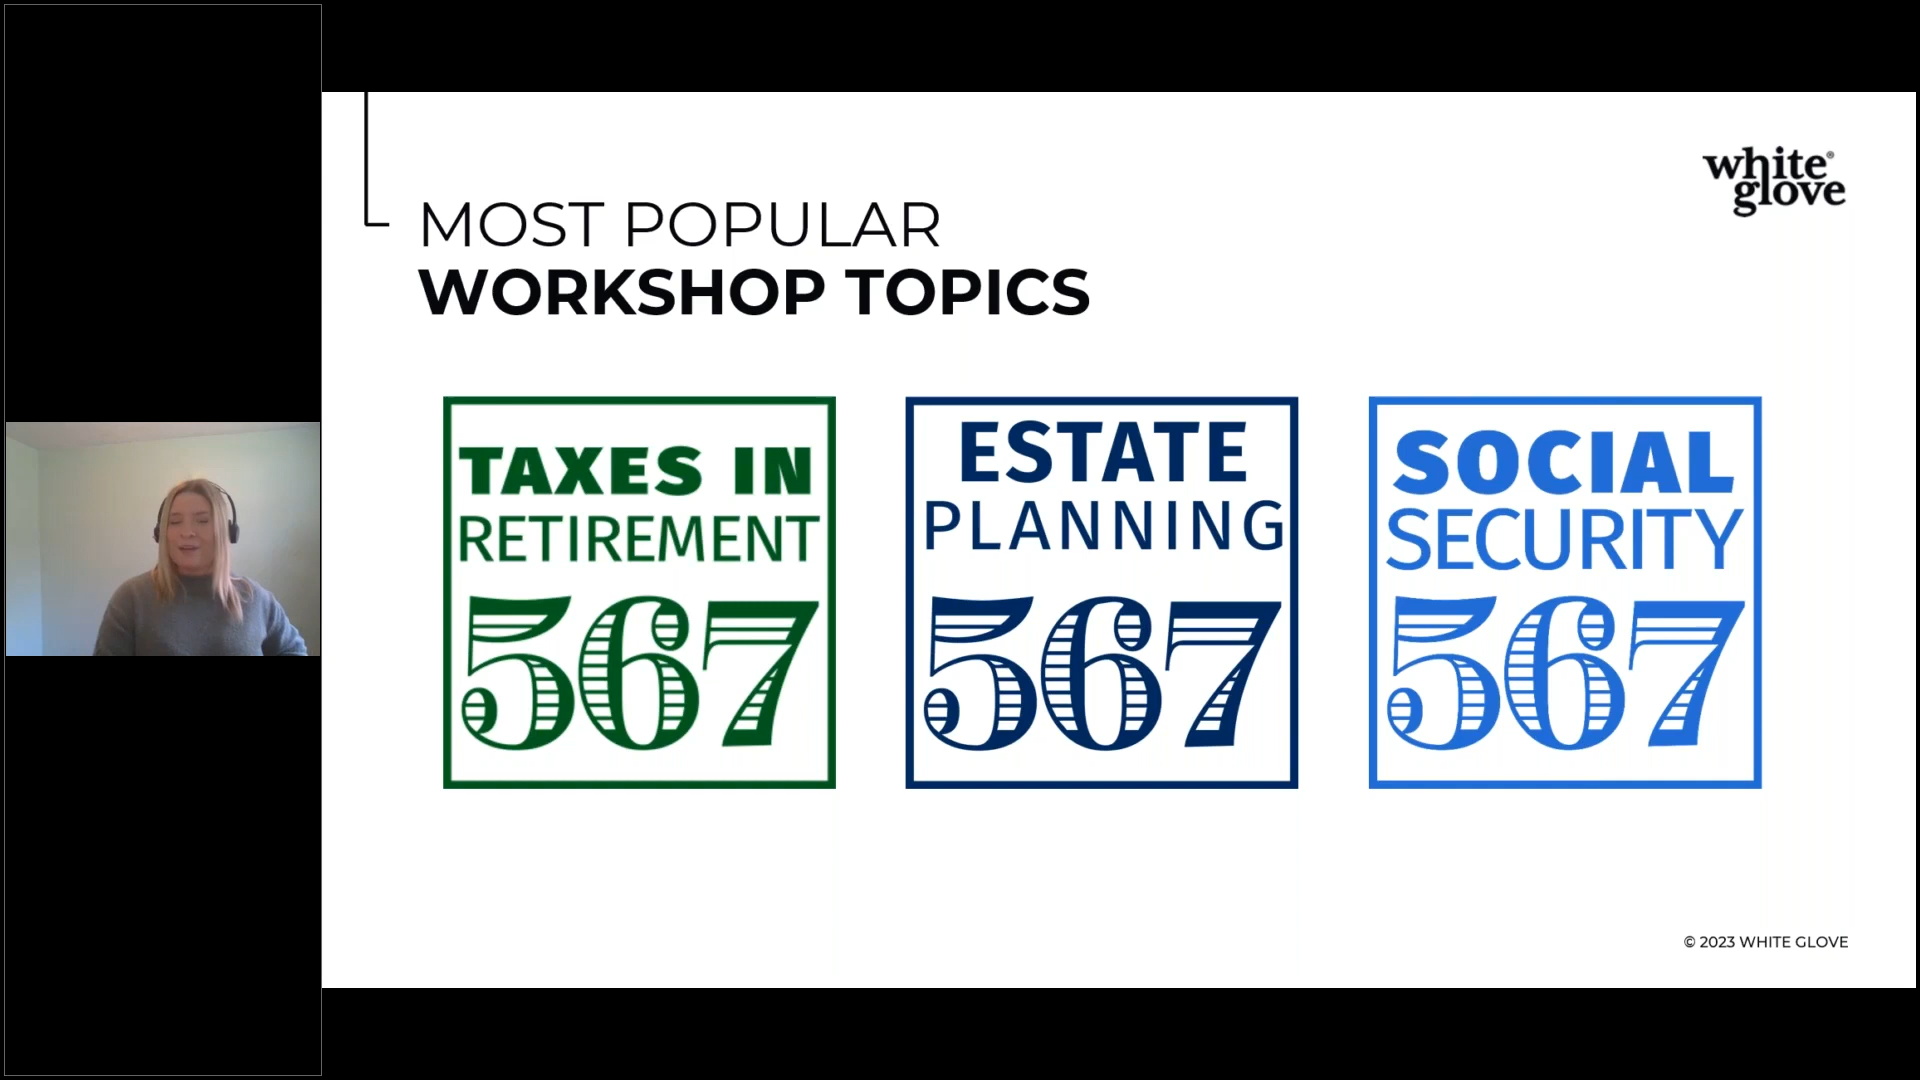 white®
glove
MOST POPULAR
WORKSHOP TOPICS
TAXES IN
RETIREMENT
567
ESTATE
PLANNING
567
SOCIAL
SECURITY
567
© 2023 WHITE GLOVE